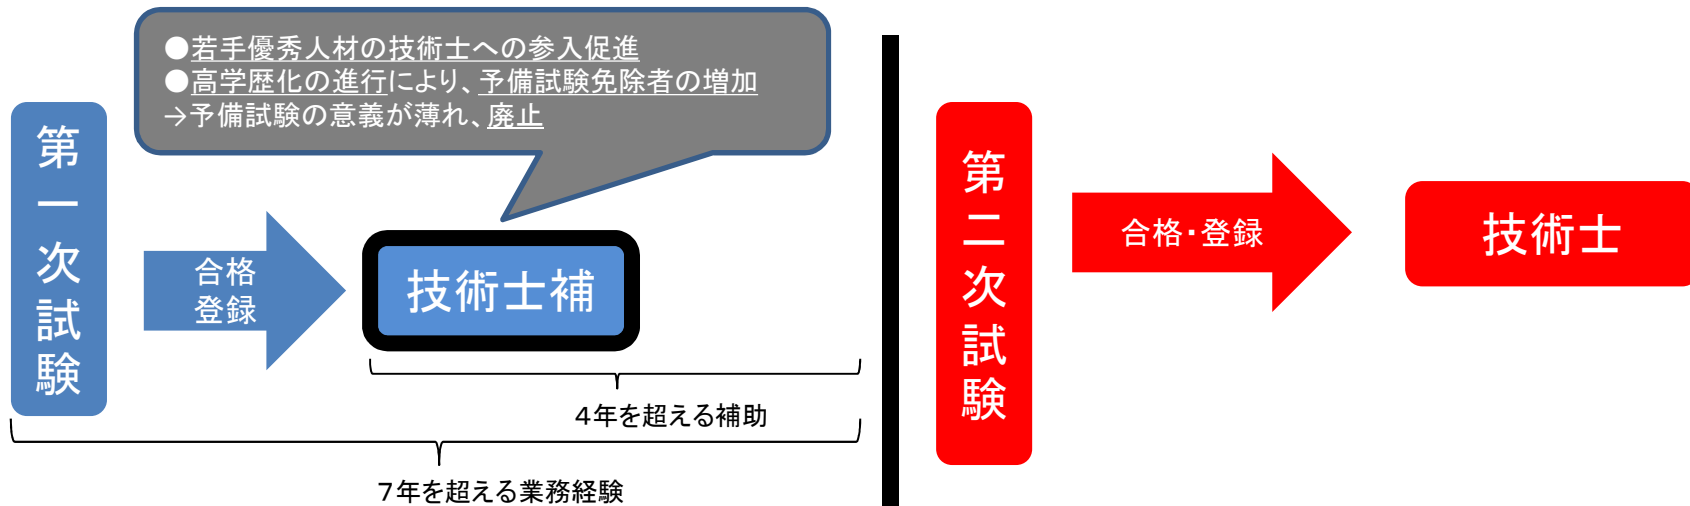 ●若手優秀人材の技術士への参入促進
●高学歴化の進行により、予備試験免除者の増加
→予備試験の意義が薄れ、廃止
第一次試験
合格
登録
技術士補
4年を超える補助
7年を超える業務経験
第二次試験
合格・登録
技術士